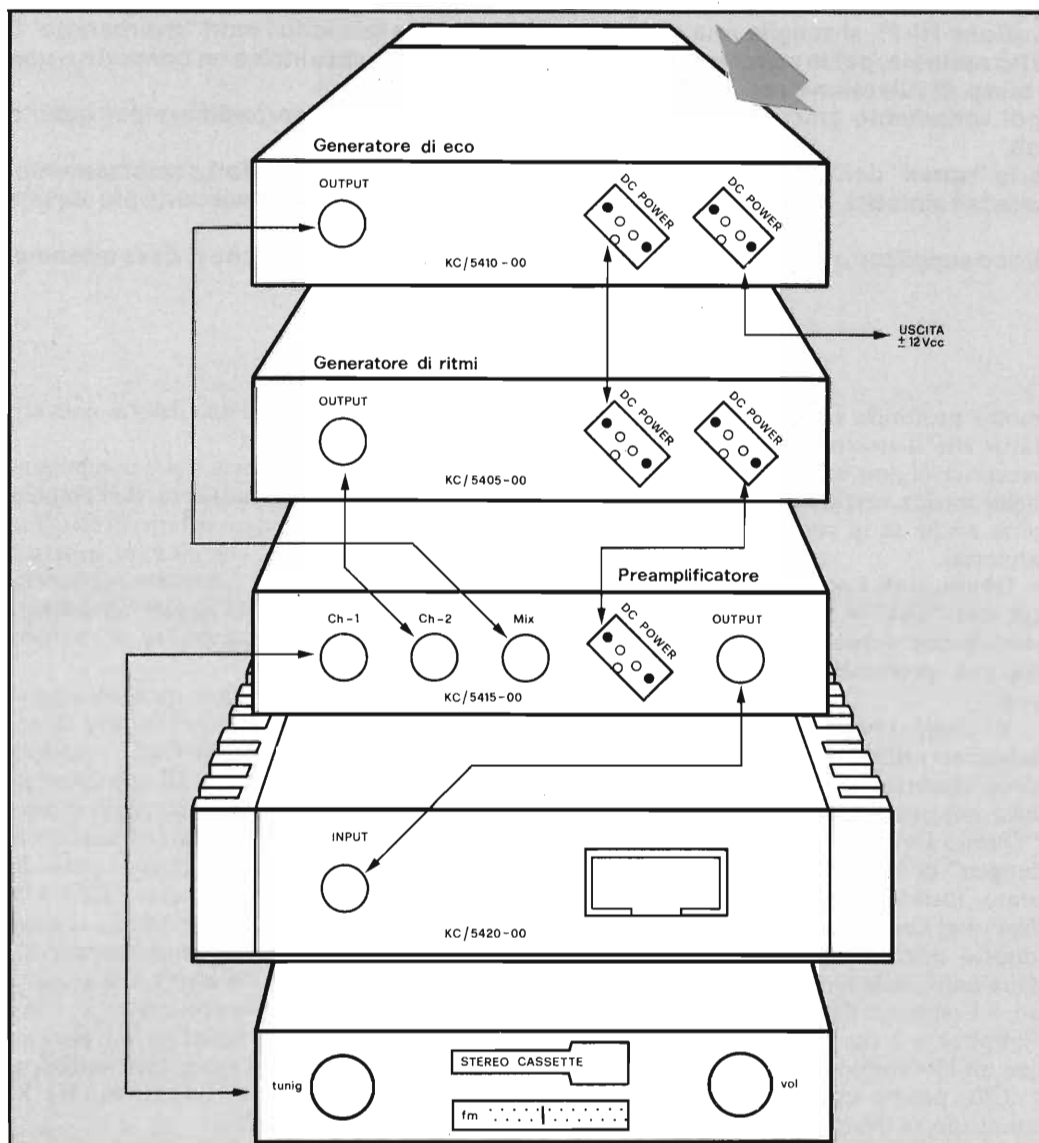 Generatore di eco
OUTPUT
DC POWER
DC POWER
KC/5410-00
USCITA
± 12Vcc
Generatore di ritmi
OUTPUT
DC POWER
DC POWER
KC/5405-00
Preamplificatore
Ch-1
Ch-2
Mix
DC POWER
OUTPUT
KC/5415-00
INPUT
KC/5420-00
STEREO CASSETTE
tunig
vol
fm